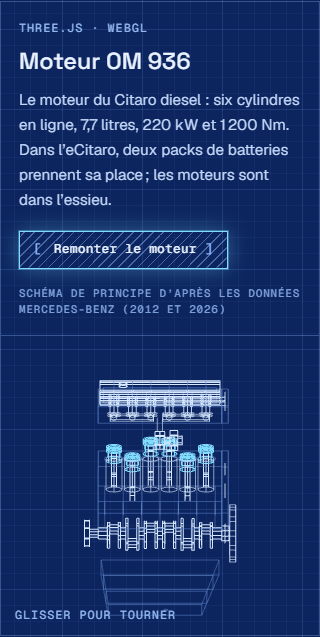 THREE.JS · WEBGL
Moteur OM 936
Le moteur du Citaro diesel : six cylindres
en ligne, 7,7 litres, 220 kW et 1 200 Nm.
Dans l'eCitaro, deux packs de batteries
prennent sa place ; les moteurs sont
dans l'essieu.
[ Remonter le moteur ]
SCHÉMA DE PRINCIPE D'APRÈS LES DONNÉES
MERCEDES-BENZ (2012 ET 2026)
GLISSER POUR TOURNER